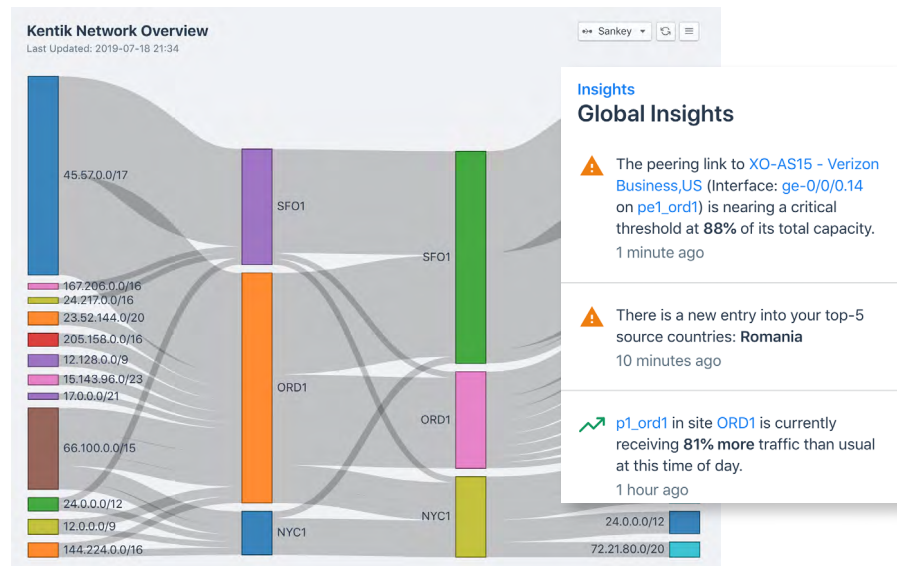 Kentik Network Overview
Last Updated: 2019-07-18 21:34
Sankey
45.57.0.0/17
167.206.0.0/16
24.217.0.0/16
23.52.144.0/20
205.158.0.0/16
12.128.0.0/9
15.143.96.0/23
17.0.0.0/21
66.100.0.0/15
24.0.0.0/12
12.0.0.0/9
144.224.0.0/16
SFO1
ORD1
NYC1
SFO1
ORD1
NYC1
24.0.0.0/12
72.21.80.0/20
Insights
Global Insights
The peering link to XO-AS15 - Verizon
Business,US (Interface: ge-0/0/0.14
on pe1_ord1) is nearing a critical
threshold at 88% of its total capacity.
1 minute ago
There is a new entry into your top-5
source countries: Romania
10 minutes ago
p1_ord1 in site ORD1 is currently
receiving 81% more traffic than usual
at this time of day.
1 hour ago